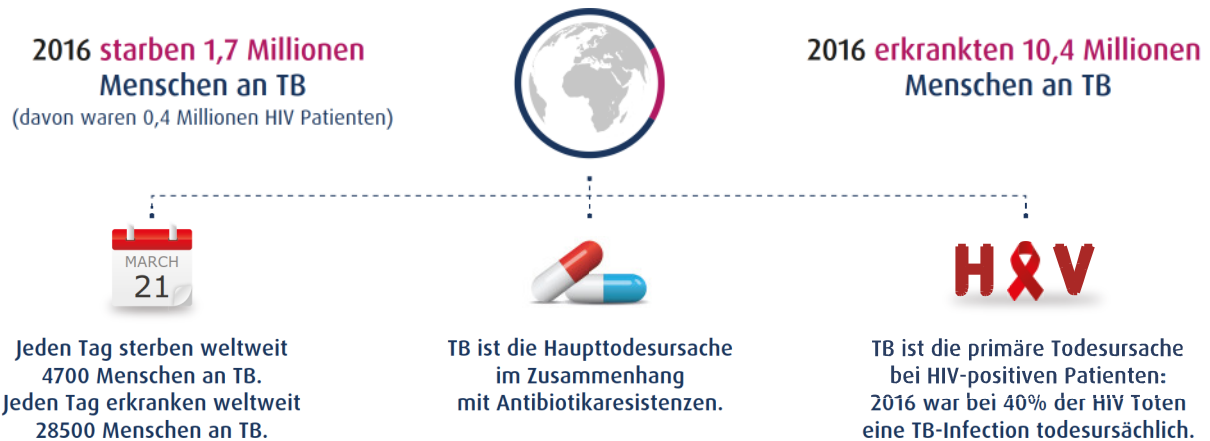 2016 starben 1,7 Millionen
Menschen an TB
(davon waren 0,4 Millionen HIV Patienten)
2016 erkrankten 10,4 Millionen
Menschen an TB
MARCH
21
Jeden Tag sterben weltweit
4700 Menschen an TB.
Jeden Tag erkranken weltweit
28500 Menschen an TB.
TB ist die Haupttodesursache
im Zusammenhang
mit Antibiotikaresistenzen.
HIV
TB ist die primäre Todesursache
bei HIV-positiven Patienten:
2016 war bei 40% der HIV Toten
eine TB-Infection todesursächlich.